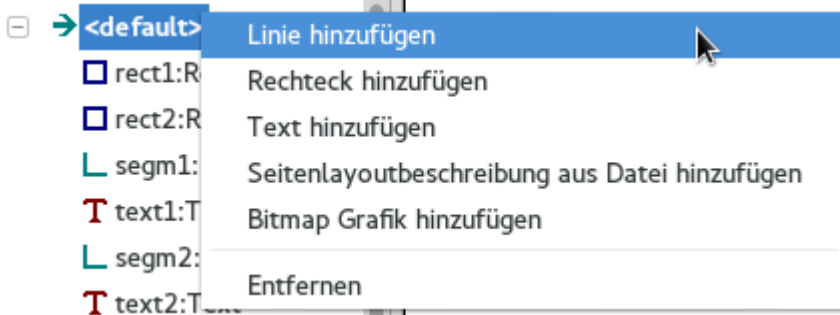 <default>
Linie hinzufügen
rect1:R
Rechteck hinzufügen
rect2:R
Text hinzufügen
segm1:
Seitenlayoutbeschreibung aus Datei hinzufügen
text1:T
Bitmap Grafik hinzufügen
segm2:
Entfernen
text2:Text